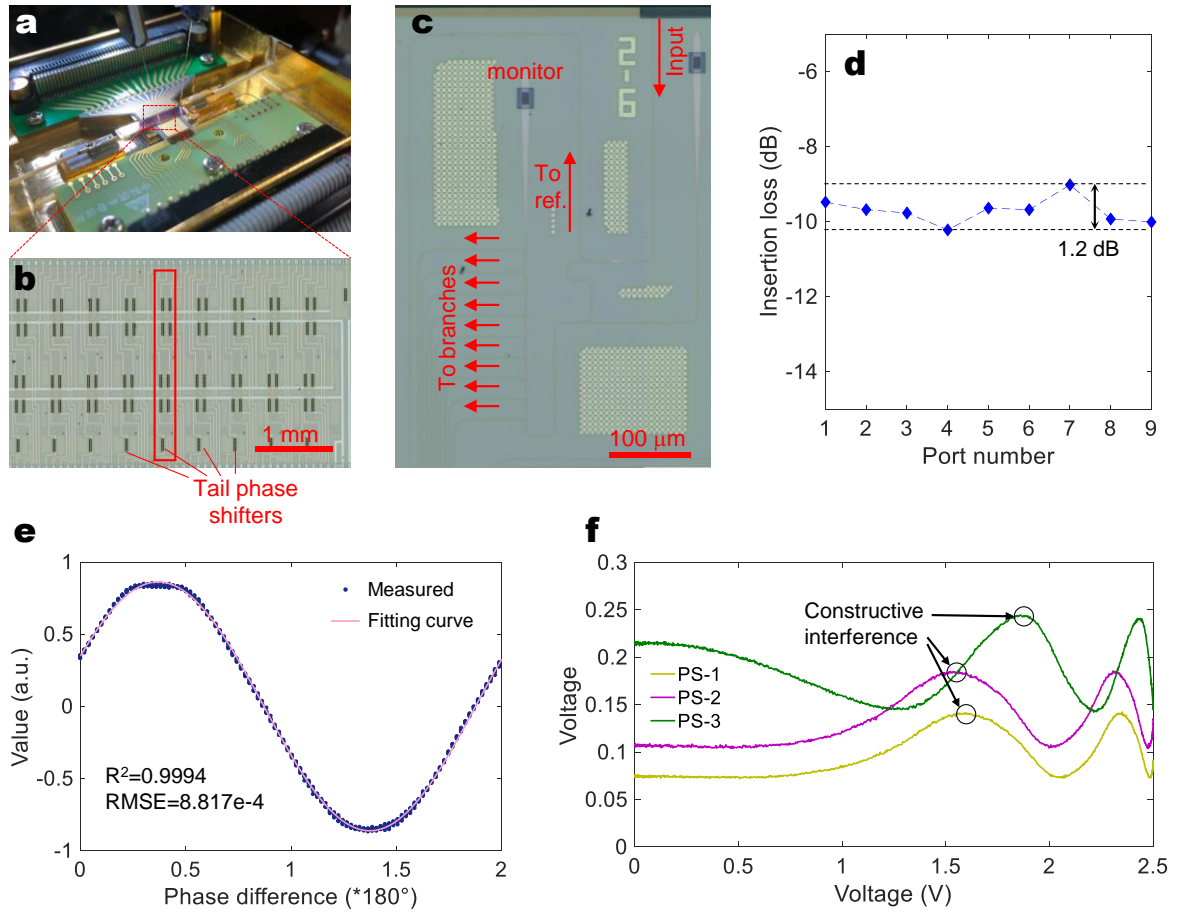 a
b
1 mm
Tail phase
shifters
c
monitor
2-6
Input
To
ref.
To branches
100 μm
d
Insertion loss (dB)
-6
-8
-10
-12
-14
1.2 dB
1 2 3 4 5 6 7 8 9
Port number
e
Value (a.u.)
1
0.5
0
-0.5
-1
Measured
Fitting curve
R²=0.9994
RMSE=8.817e-4
0 0.5 1 1.5 2
Phase difference (*180°)
f
Voltage
0.3
0.25
0.20
0.15
0.1
0.05
0
Constructive
interference
PS-1
PS-2
PS-3
0 0.5 1 1.5 2 2.5
Voltage (V)